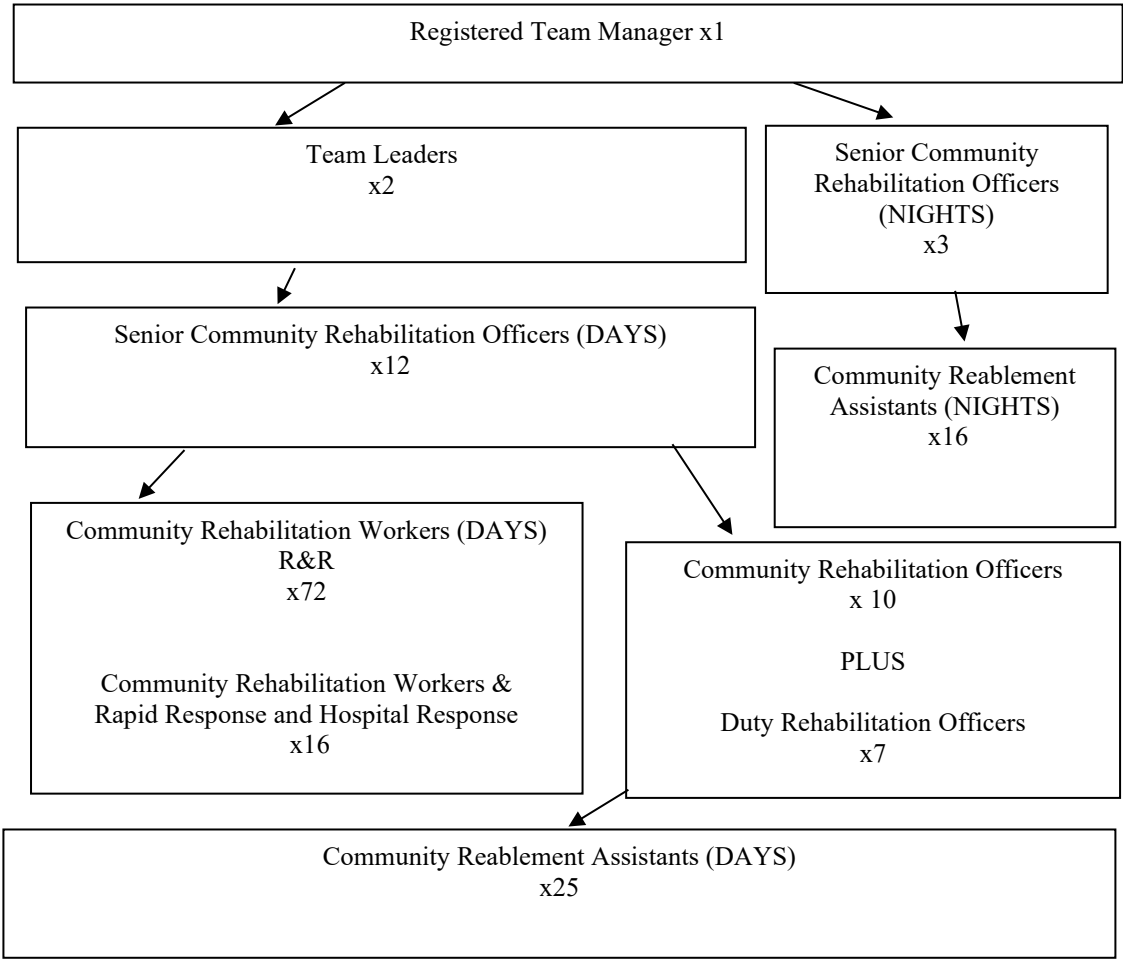 Registered Team Manager x1
Team Leaders
x2
Senior Community
Rehabilitation Officers
(NIGHTS)
x3
Senior Community Rehabilitation Officers (DAYS)
x12
Community Reablement
Assistants (NIGHTS)
x16
Community Rehabilitation Workers (DAYS)
R&R
x72
Community Rehabilitation Workers &
Rapid Response and Hospital Response
x16
Community Rehabilitation Officers
x 10
PLUS
Duty Rehabilitation Officers
x7
Community Reablement Assistants (DAYS)
x25